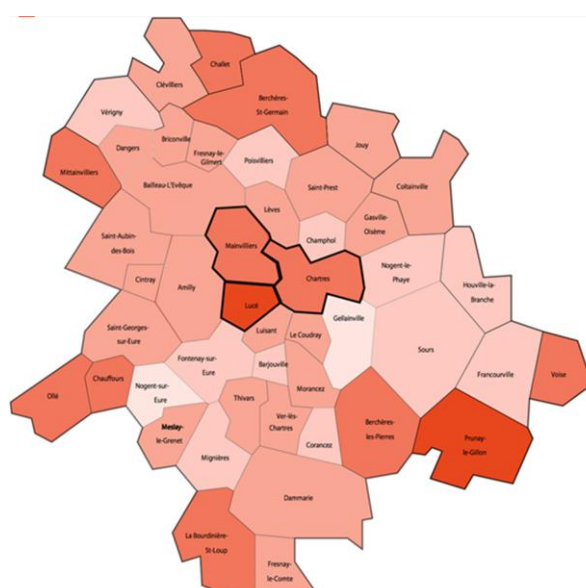 Challet
Clévilliers
Berchères-
St-Germain
Vérigny
Briconville
Jouy
Dangers
Fresnay-le-
Gilmert
Poisvilliers
Mittainvilliers
Bailleau-L'Evêque
Saint-Prest
Coltainville
Lèves
Gasville-
Oisème
Saint-Aubin
des-Bois
Mainvilliers
Champhol
Nogent-le-
Phaye
Cintray
Amilly
Chartres
Houville-la-
Branche
Lucé
Gellainville
Saint-Georges
-sur-Eure
Luisant
Le Coudray
Sours
Fontenay-sur-
Eure
Barjouville
Francourville
Voise
Chauffours
Ollé
Nogent-sur-
Eure
Thivars
Morancez
Ver-lès-
Chartres
Berchères-
les-Pierres
Meslay-
le-Grenet
Corancez
Prunay-
le-Gillon
Mignières
Dammarie
La Bourdinière-
St-Loup
Fresnay-
le-Comte